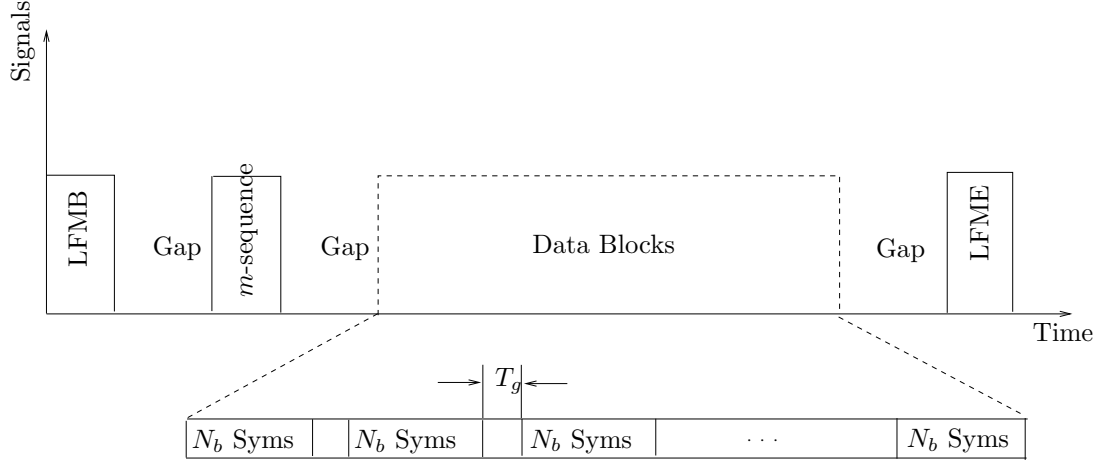 Signals
LFMB
Gap
m-sequence
Gap
Data Blocks
Gap
LFME
Time
T_g
N_b Syms
N_b Syms
N_b Syms
· · ·
N_b Syms